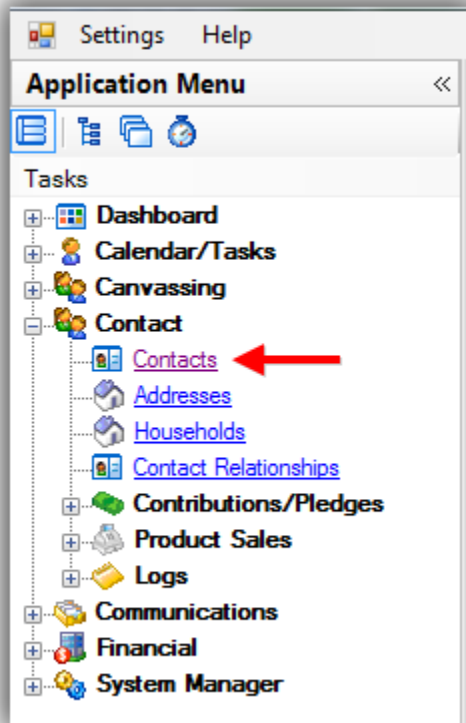 Settings Help
Application Menu
Tasks
Dashboard
Calendar/Tasks
Canvassing
Contact
Contacts
Addresses
Households
Contact Relationships
Contributions/Pledges
Product Sales
Logs
Communications
Financial
System Manager